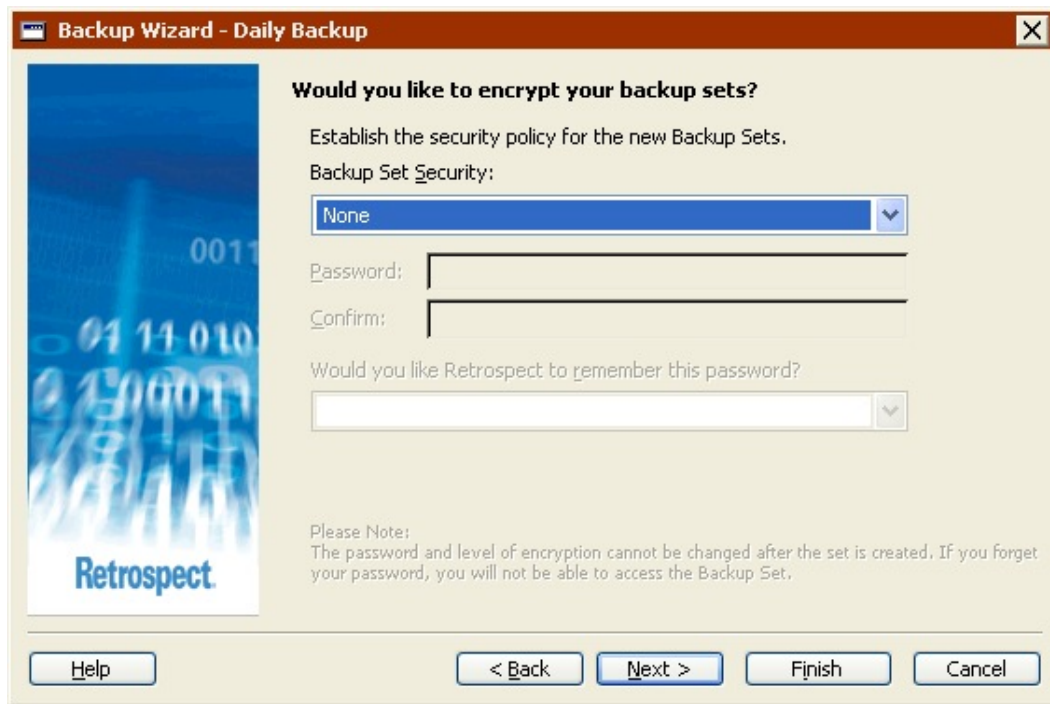 Backup Wizard - Daily Backup
Would you like to encrypt your backup sets?
Establish the security policy for the new Backup Sets.
Backup Set Security:
None
0011
Password:
Confirm:
01 11 010
Would you like Retrospect to remember this password?
Please Note:
The password and level of encryption cannot be changed after the set is created. If you forget
your password, you will not be able to access the Backup Set.
Retrospect.
Help
< Back
Next >
Finish
Cancel